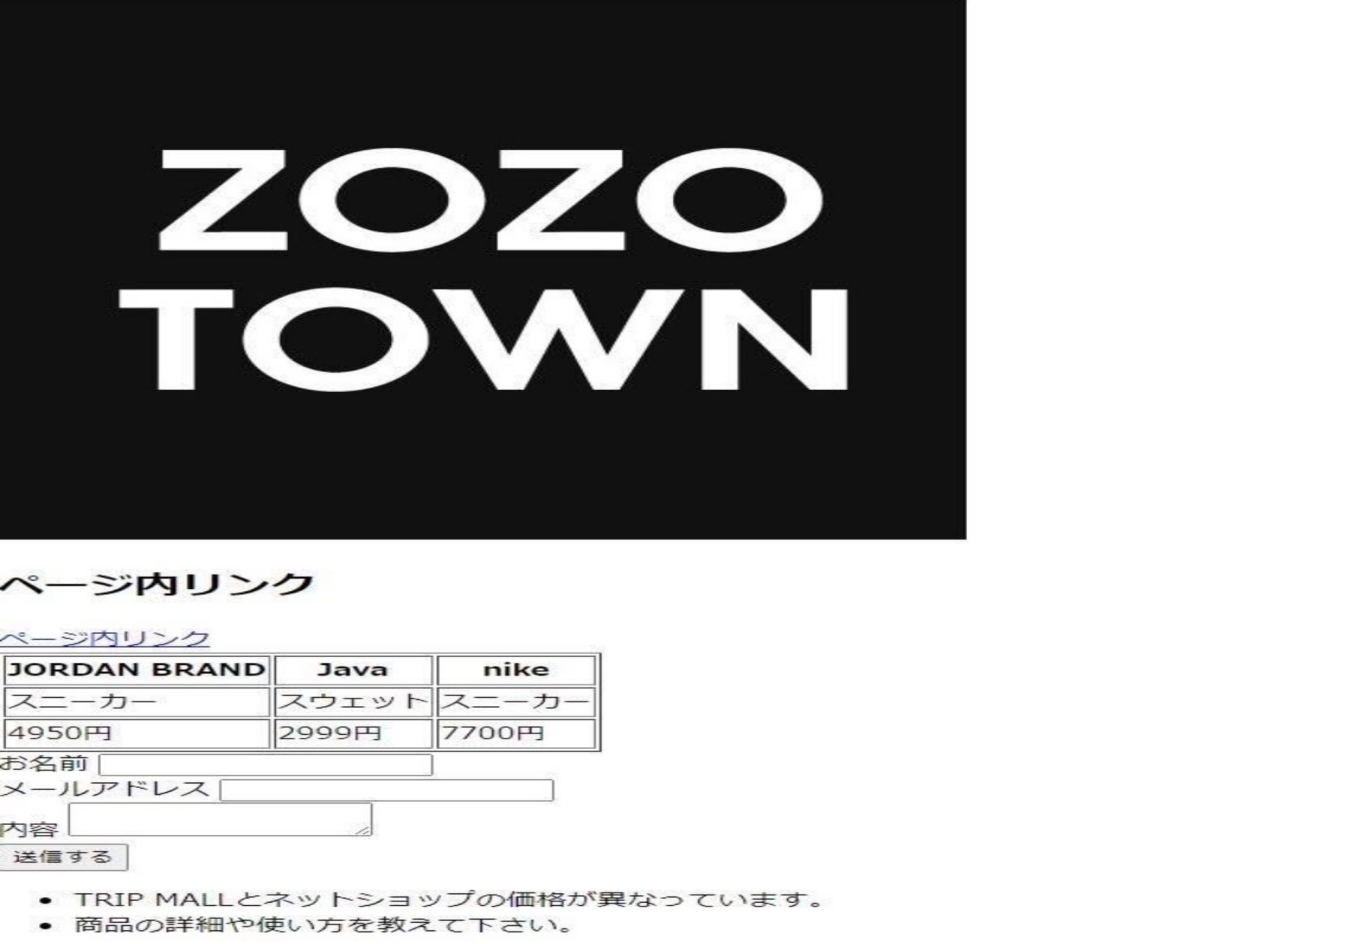 ZOZO
TOWN
ページ内リンク
ページ内リンク
JORDAN BRAND Java nike
スニーカー スウェット スニーカー
4950円 2999円 7700円
お名前
メールアドレス
内容
送信する
TRIP MALLとネットショップの価格が異なっています。
商品の詳細や使い方を教えて下さい。